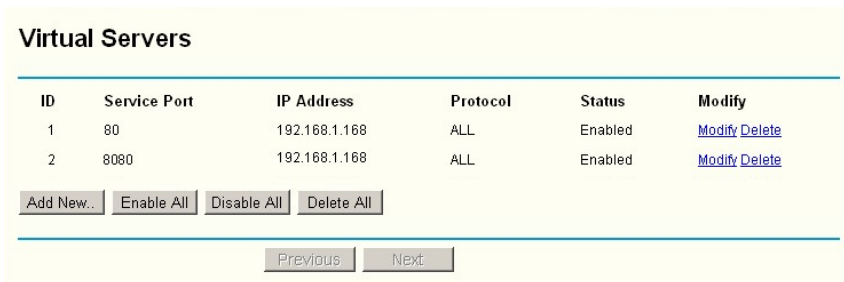 Virtual Servers
ID Service Port IP Address Protocol Status Modify
1 80 192.168.1.168 ALL Enabled Modify Delete
2 8080 192.168.1.168 ALL Enabled Modify Delete
Add New.. Enable All Disable All Delete All
Previous Next